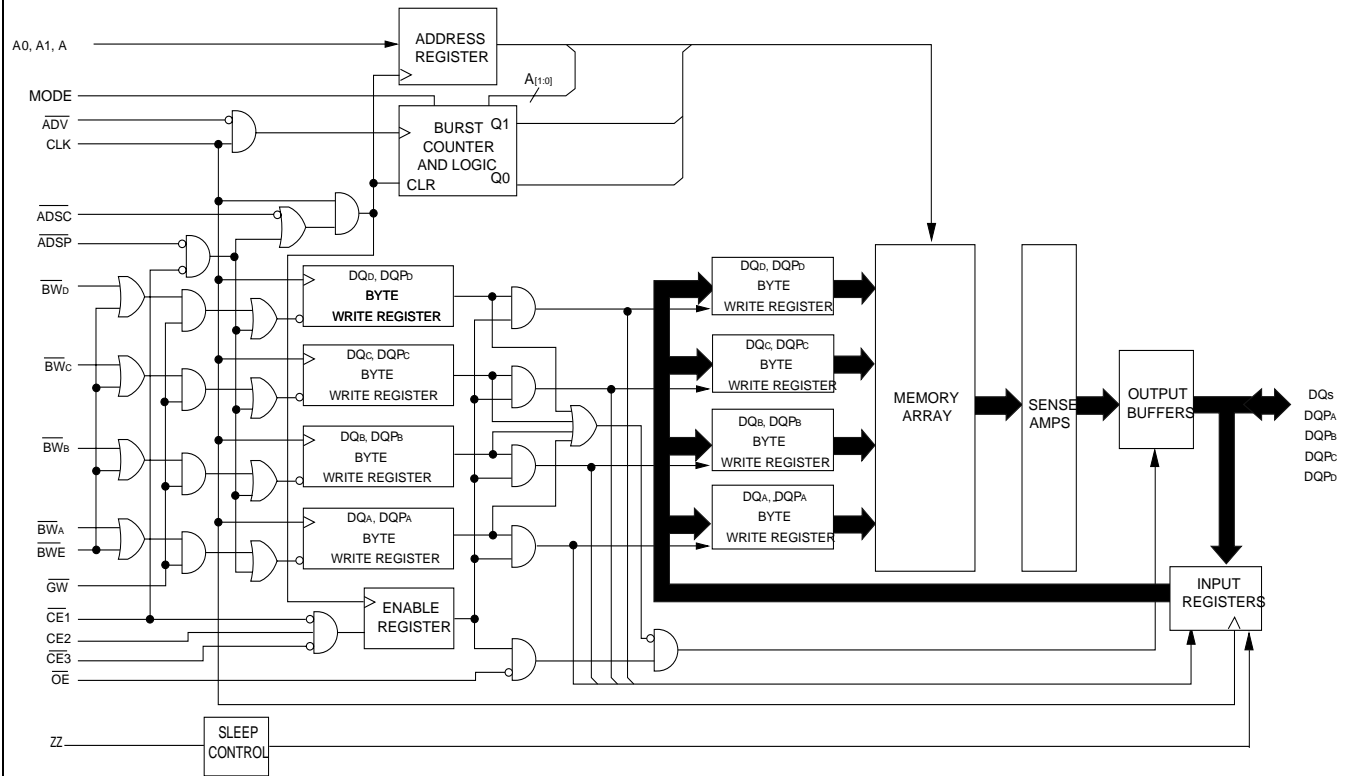 A0, A1, A
ADDRESS
REGISTER
MODE
A[1:0]
ADV
CLK
BURST
COUNTER
AND LOGIC
Q1
Q0
CLR
ADSC
ADSP
BWD
DQD, DQPD
BYTE
WRITE REGISTER
DQD, DQPD
BYTE
WRITE REGISTER
BWC
DQC, DQPC
BYTE
WRITE REGISTER
DQC, DQPC
BYTE
WRITE REGISTER
BWB
DQB, DQPB
BYTE
WRITE REGISTER
DQB, DQPB
BYTE
WRITE REGISTER
BWA
BWE
DQA, DQPA
BYTE
WRITE REGISTER
DQA, DQPA
BYTE
WRITE REGISTER
MEMORY
ARRAY
SENSE
AMPS
OUTPUT
BUFFERS
DQs
DQPA
DQPB
DQPC
DQPD
GW
CE1
CE2
CE3
OE
ENABLE
REGISTER
INPUT
REGISTERS
ZZ
SLEEP
CONTROL